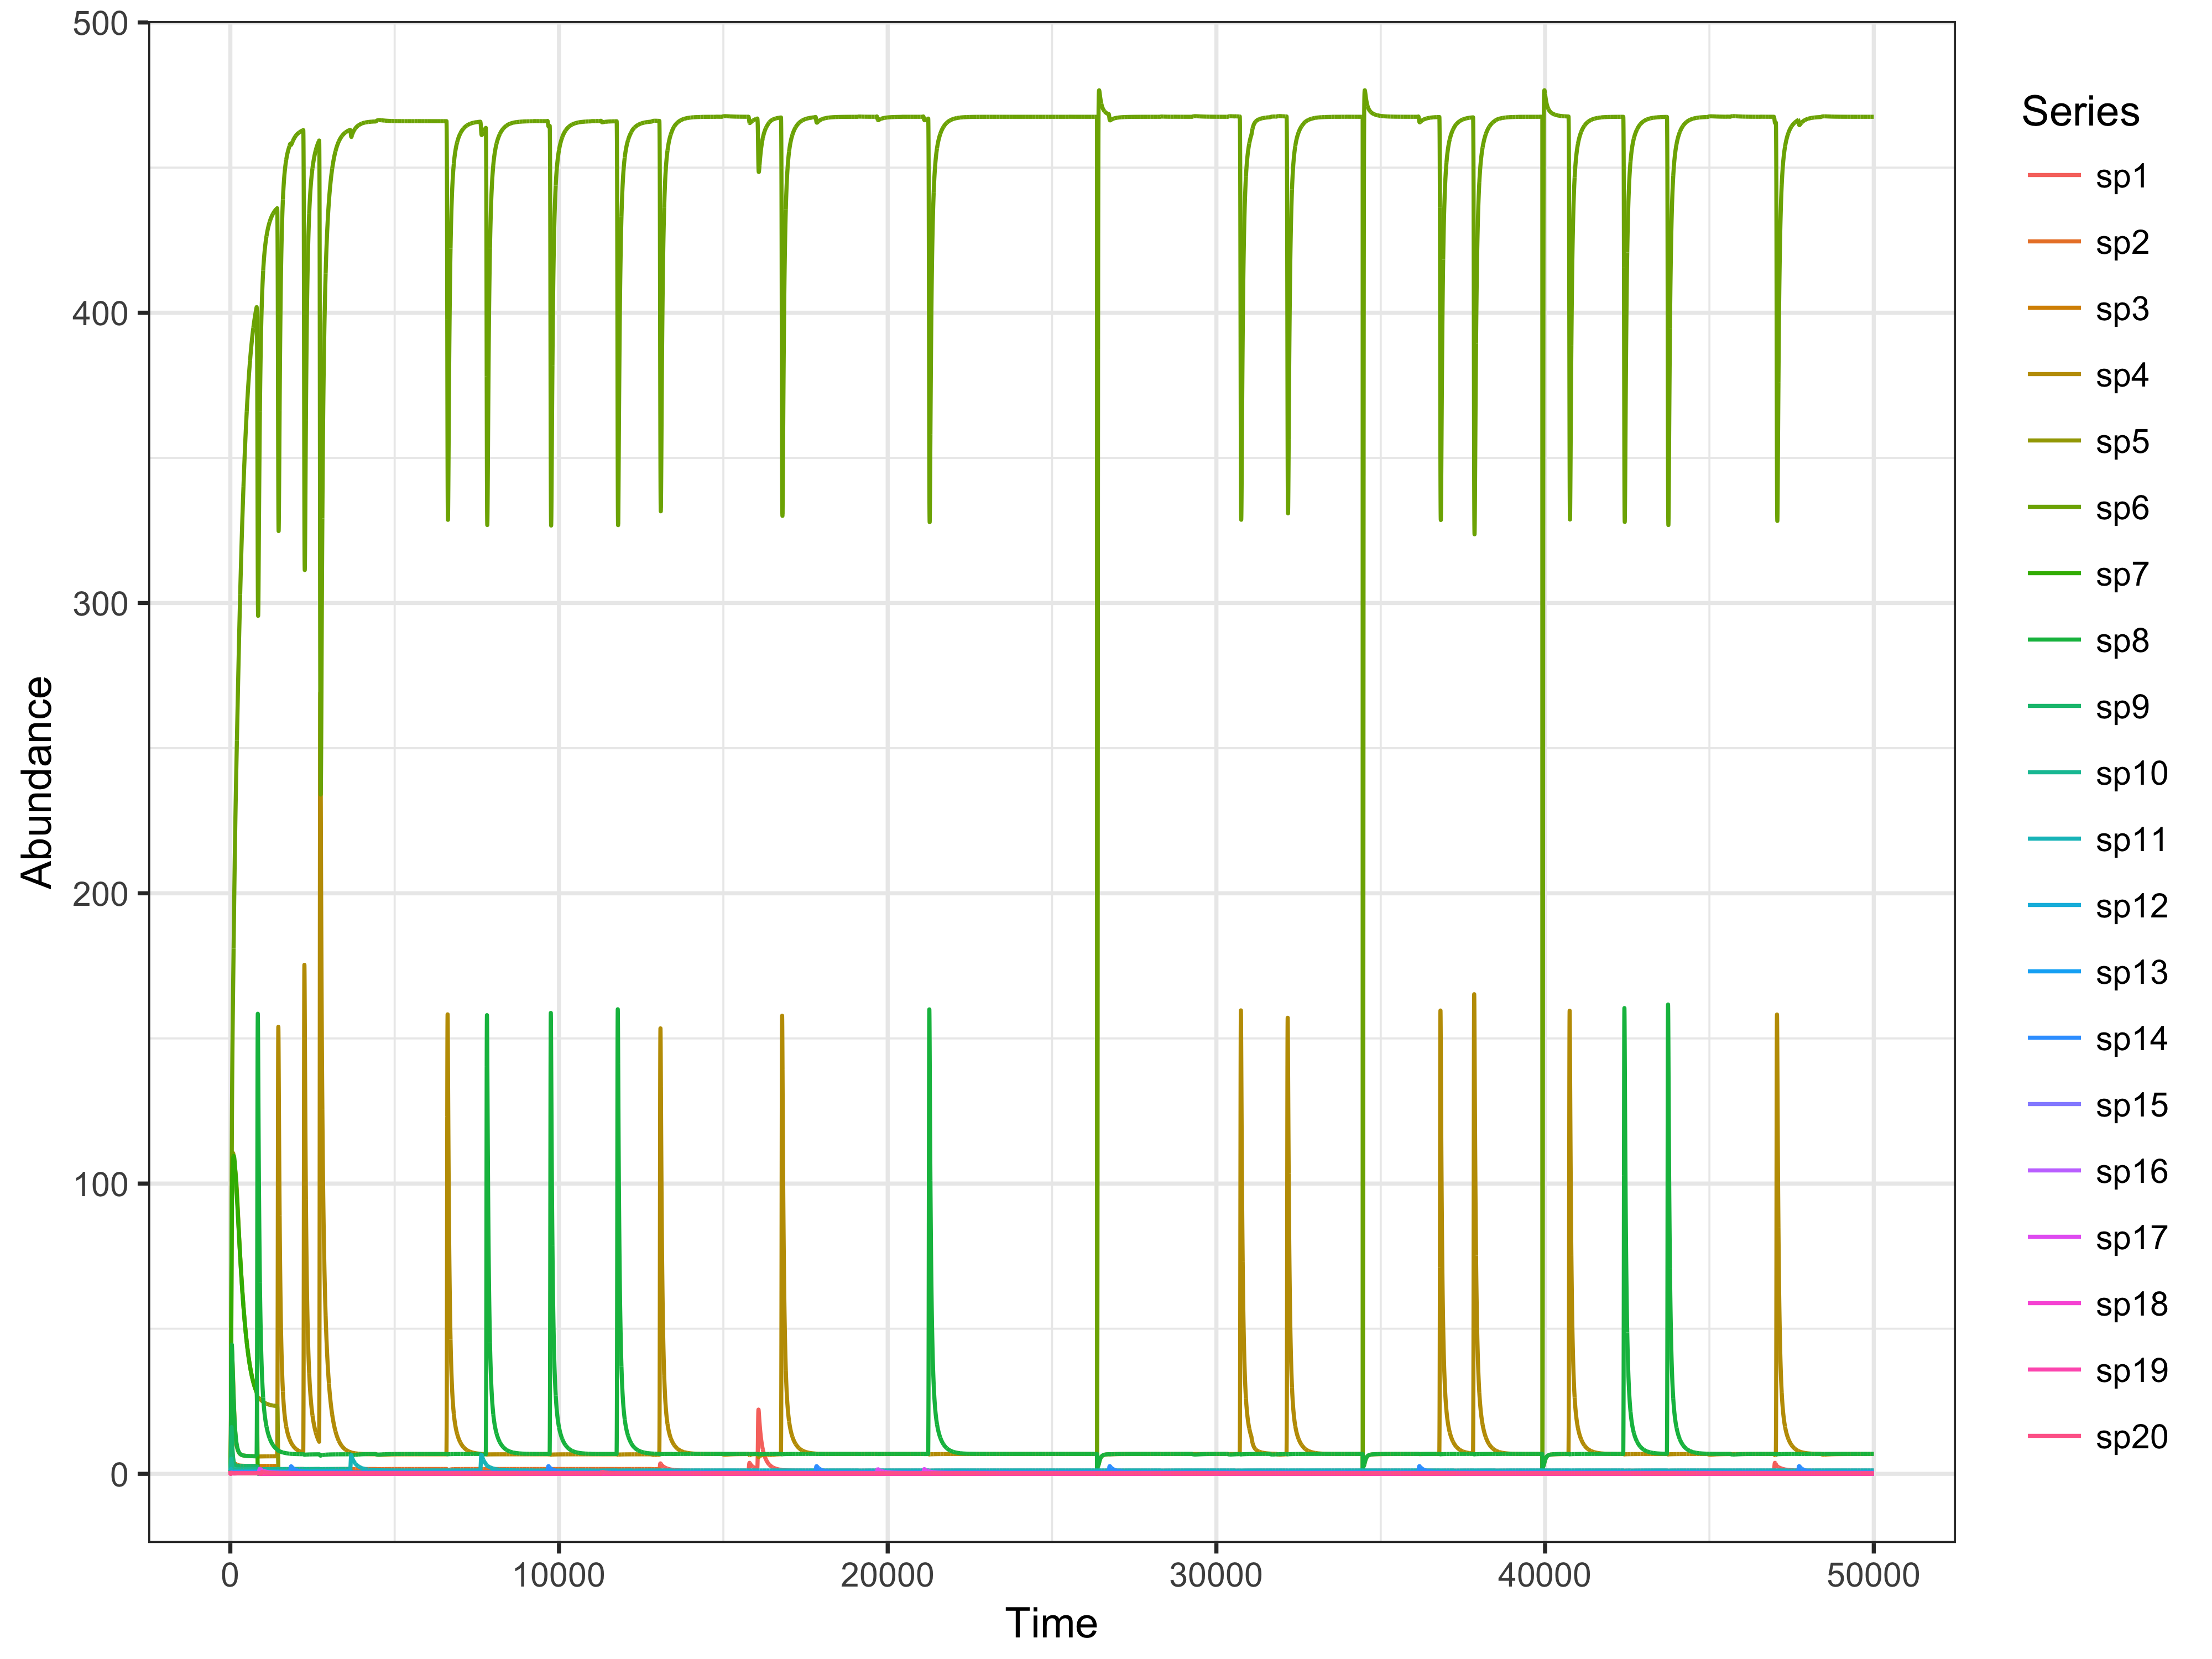 500
400
300
200
100
0
Abundance
0 10000 20000 30000 40000 50000
Time
Series
sp1
sp2
sp3
sp4
sp5
sp6
sp7
sp8
sp9
sp10
sp11
sp12
sp13
sp14
sp15
sp16
sp17
sp18
sp19
sp20